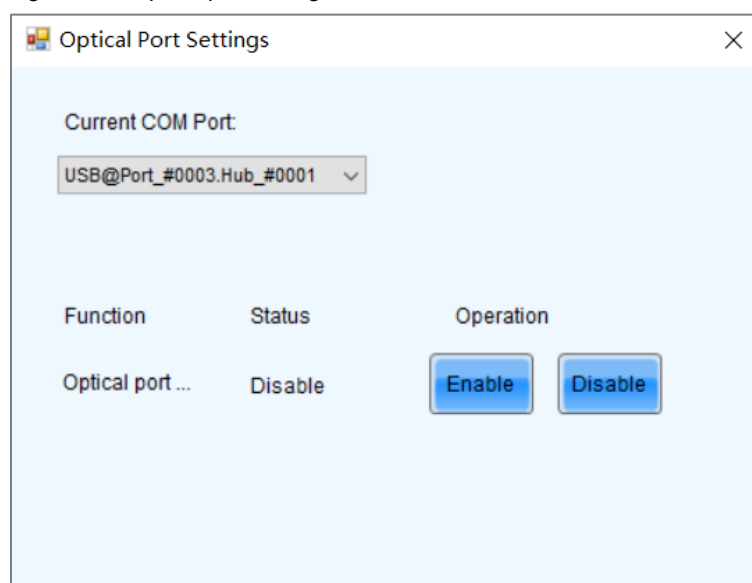 Optical Port Settings
Current COM Port:
USB@Port_#0003.Hub_#0001
Function Status Operation
Optical port ... Disable Enable Disable